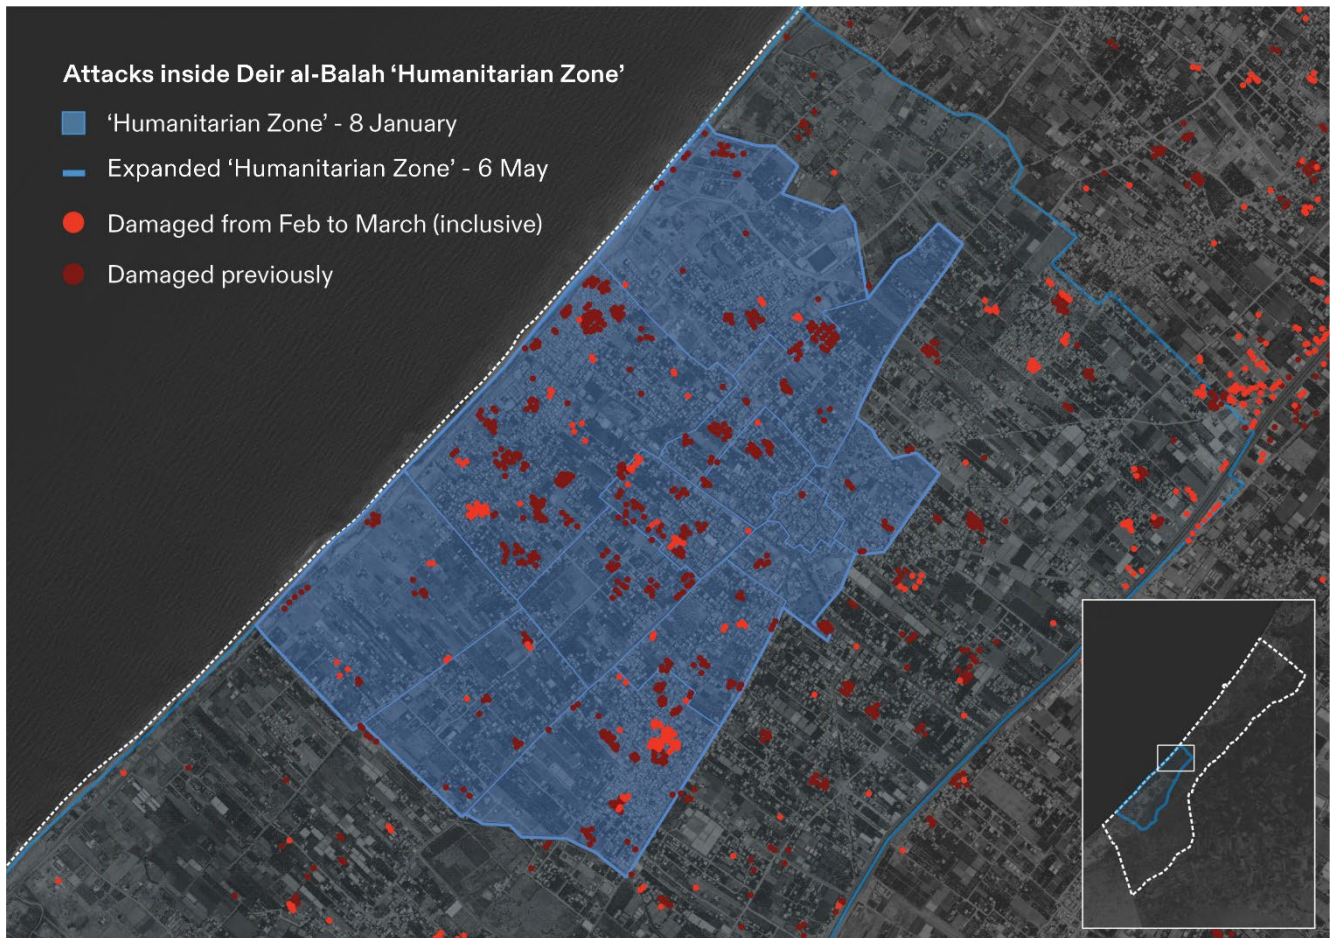 Attacks inside Deir al-Balah ‘Humanitarian Zone’
‘Humanitarian Zone’ - 8 January
Expanded ‘Humanitarian Zone’ - 6 May
Damaged from Feb to March (inclusive)
Damaged previously